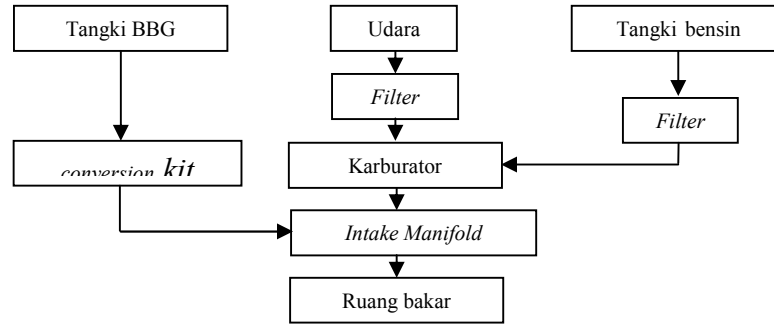 Tangki BBG
Udara
Tangki bensin
Filter
Filter
conversion kit
Karburator
Intake Manifold
Ruang bakar